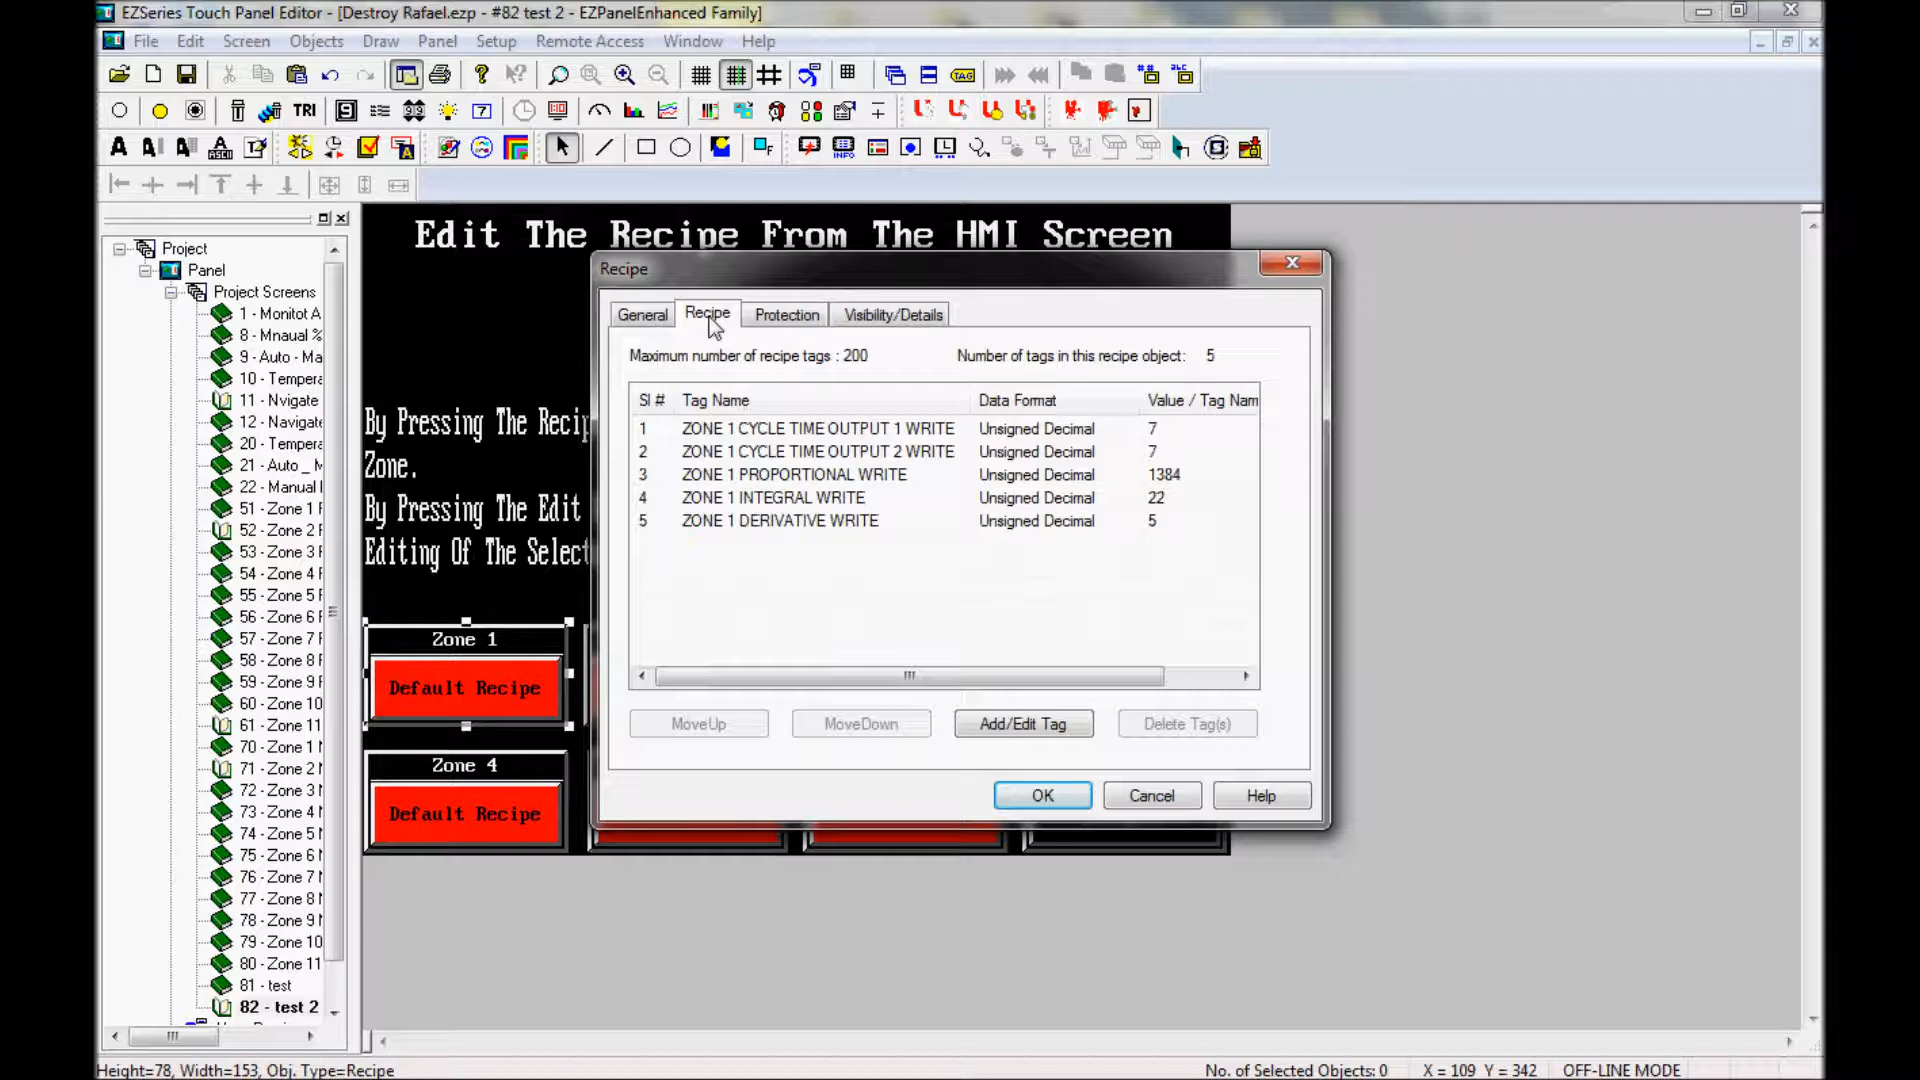 EZSeries Touch Panel Editor - [Destroy Rafael.ezp - #82 test 2 - EZPanelEnhanced Family]
File Edit Screen Objects Draw Panel Setup Remote Access Window Help
TRI
TAG
ASCII
INFO
Project
Panel
Project Screens
1 - Monitot A
8 - Mnaual %
9 - Auto - Ma
10 - Tempera
11 - Nvigate
12 - Navigate
20 - Tempera
21 - Auto _ M
22 - Manual
51 - Zone 1 F
52 - Zone 2 F
53 - Zone 3 F
54 - Zone 4 F
55 - Zone 5 F
56 - Zone 6 F
57 - Zone 7 F
58 - Zone 8 F
59 - Zone 9 F
60 - Zone 10
61 - Zone 11
70 - Zone 1
71 - Zone 2
72 - Zone 3
73 - Zone 4
74 - Zone 5
75 - Zone 6
76 - Zone 7
77 - Zone 8
78 - Zone 9
79 - Zone 10
80 - Zone 11
81 - test
82 - test 2
Edit The Recipe From The HMI Screen
By Pressing The Recip
Zone.
By Pressing The Edit
Editing Of The Select
Zone 1
Default Recipe
Zone 4
Default Recipe
Recipe
General Recipe Protection Visibility/Details
Maximum number of recipe tags : 200 Number of tags in this recipe object: 5
Sl # Tag Name Data Format Value / Tag Nam
1 ZONE 1 CYCLE TIME OUTPUT 1 WRITE Unsigned Decimal 7
2 ZONE 1 CYCLE TIME OUTPUT 2 WRITE Unsigned Decimal 7
3 ZONE 1 PROPORTIONAL WRITE Unsigned Decimal 1384
4 ZONE 1 INTEGRAL WRITE Unsigned Decimal 22
5 ZONE 1 DERIVATIVE WRITE Unsigned Decimal 5
MoveUp MoveDown Add/Edit Tag Delete Tag(s)
OK Cancel Help
Height=78, Width=153, Obj. Type=Recipe No. of Selected Objects: 0 X = 109 Y = 342 OFF-LINE MODE